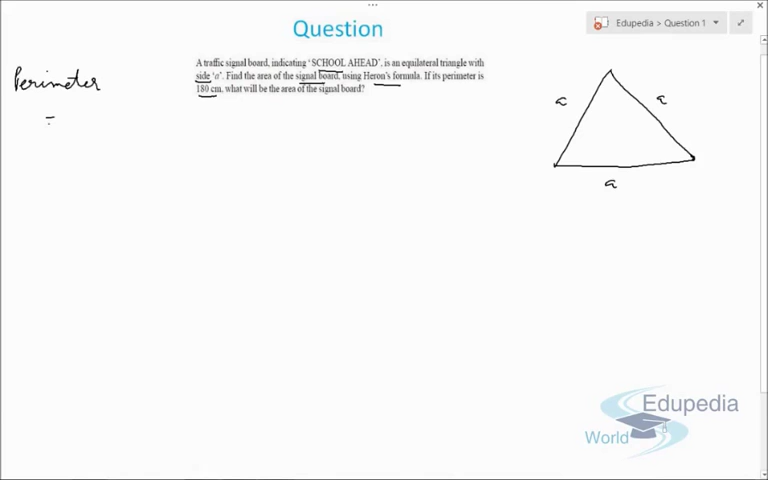 Question
Edupedia > Question 1
A traffic signal board, indicating 'SCHOOL AHEAD', is an equilateral triangle with
side 'a'. Find the area of the signal board, using Heron's formula. If its perimeter is
180 cm, what will be the area of the signal board?
Perimeter
=
a
a
a
Edupedia
World